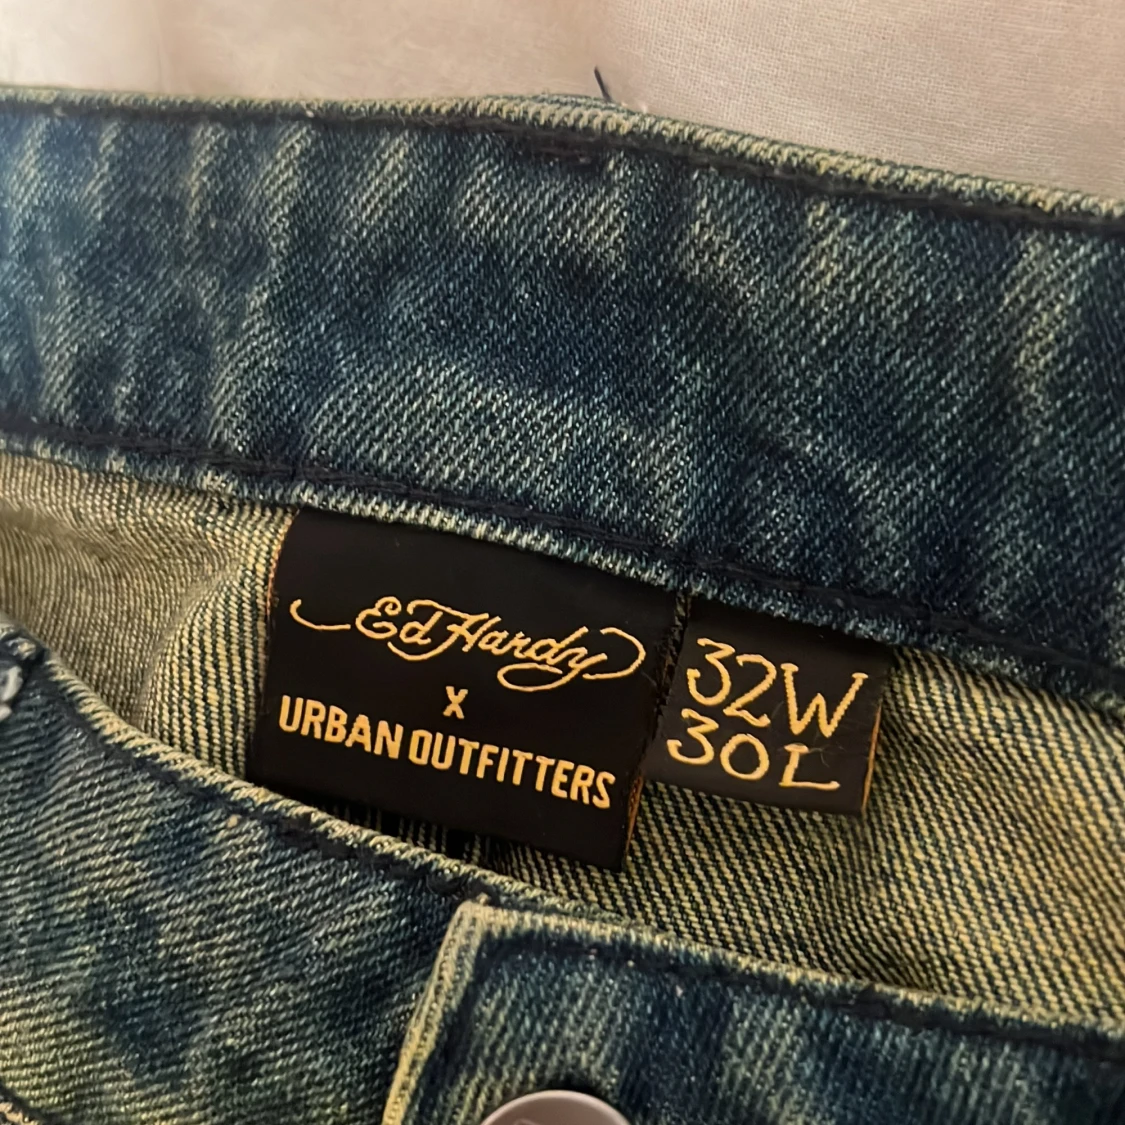 Ed Hardy
X
URBAN OUTFITTERS
32W
30L